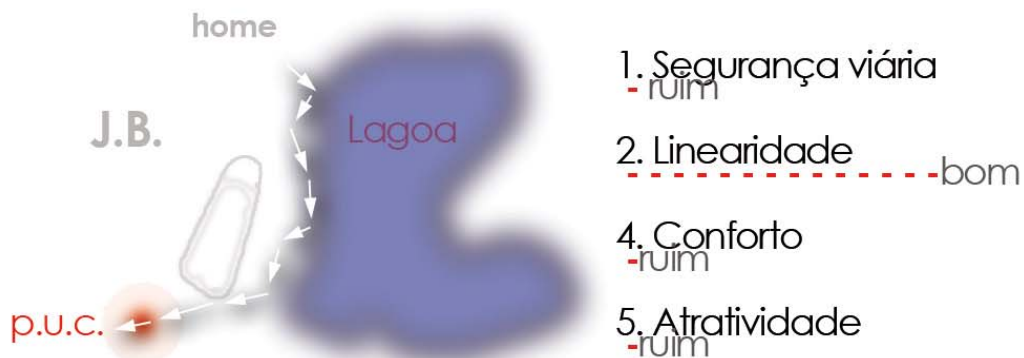 home
J.B.
Lagoa
p.u.c.
1. Segurança viária
ruim
2. Linearidade
bom
4. Conforto
ruim
5. Atratividade
ruim